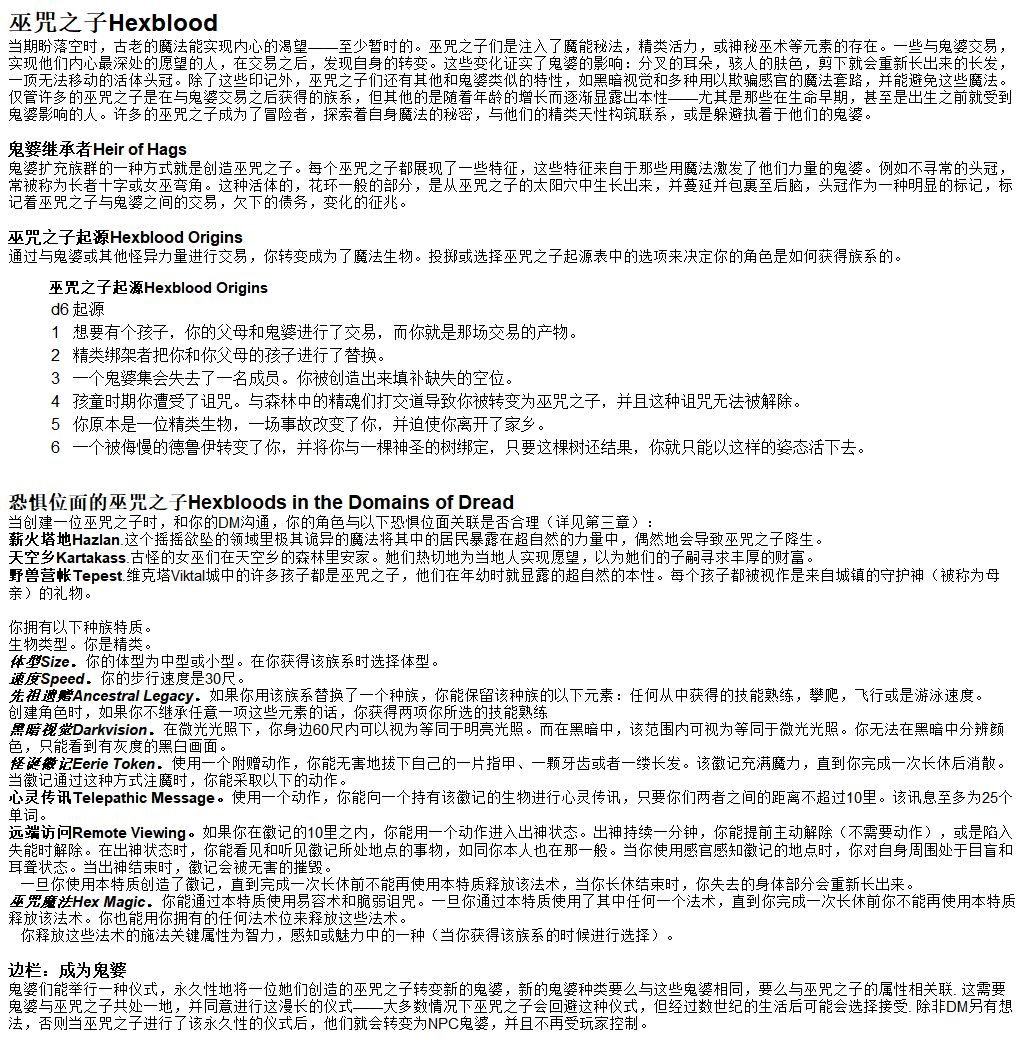 巫咒之子Hexblood
当期盼落空时，古老的魔法能实现内心的渴望——至少暂时的。巫咒之子们是注入了魔能秘法，精类活力，或神秘巫术等元素的存在。一些与鬼婆交易，
实现他们内心最深处的愿望的人，在交易之后，发现自身的转变。这些变化证实了鬼婆的影响：分叉的耳朵，骇人的肤色，剪下就会重新长出来的长发，
一项无法移动的活体头冠。除了这些印记外，巫咒之子们还有其他和鬼婆类似的特性，如黑暗视觉和多种用以欺骗感官的魔法套路，并能避免这些魔法。
仅管许多的巫咒之子是在与鬼婆交易之后获得的族系，但其他的是随着年龄的增长而逐渐显露出本性——尤其是那些在生命早期，甚至是出生之前就受到
鬼婆影响的人。许多的巫咒之子成为了冒险者，探索着自身魔法的秘密，与他们的精类天性构筑联系，或是躲避执着于他们的鬼婆。
鬼婆继承者Heir of Hags
鬼婆扩充族群的一种方式就是创造巫咒之子。每个巫咒之子都展现了一些特征，这些特征来自于那些用魔法激发了他们力量的鬼婆。例如不寻常的头冠，
常被称为长者十字或女巫弯角。这种活体的，花环一般的部分，是从巫咒之子的太阳穴中生长出来，并蔓延并包裹至后脑，头冠作为一种明显的标记，标
记着巫咒之子与鬼婆之间的交易，欠下的债务，变化的征兆。
巫咒之子起源Hexblood Origins
通过与鬼婆或其他怪异力量进行交易，你转变成为了魔法生物。投掷或选择巫咒之子起源表中的选项来决定你的角色是如何获得族系的。
巫咒之子起源Hexblood Origins
d6 起源
1 想要有个孩子，你的父母和鬼婆进行了交易，而你就是那场交易的产物。
2 精类绑架者把你和你父母的孩子进行了替换。
3 一个鬼婆集会失去了一名成员。你被创造出来填补缺失的空位。
4 孩童时期你遭受了诅咒。与森林中的精魂们打交道导致你被转变为巫咒之子，并且这种诅咒无法被解除。
5 你原本是一位精类生物，一场事故改变了你，并迫使你离开了家乡。
6 一个被侮慢的德鲁伊转变了你，并将你与一棵神圣的树绑定，只要这棵树还结果，你就只能以这样的姿态活下去。
恐惧位面的巫咒之子Hexbloods in the Domains of Dread
当创建一位巫咒之子时，和你的DM沟通，你的角色与以下恐惧位面关联是否合理（详见第三章）：
薪火塔地Hazlan.这个摇摇欲坠的领域里极其诡异的魔法将其中的居民暴露在超自然的力量中，偶然地会导致巫咒之子降生。
天空乡Kartakass.古怪的女巫们在天空乡的森林里安家。她们热切地为当地人实现愿望，以为她们的子嗣寻求丰厚的财富。
野兽营帐Tepest.维克塔Viktal城中的许多孩子都是巫咒之子，他们在年幼时就显露的超自然的本性。每个孩子都被视作是来自城镇的守护神（被称为母
亲）的礼物。
你拥有以下种族特质。
生物类型。你是精类。
体型Size。你的体型为中型或小型。在你获得该族系时选择体型。
速度Speed。你的步行速度是30尺。
先祖遗赠Ancestral Legacy。如果你用该族系替换了一个种族，你能保留该种族的以下元素：任何从中获得的技能熟练，攀爬，飞行或是游泳速度。
创建角色时，如果你不继承任意一项这些元素的话，你获得两项你所选的技能熟练
黑暗视觉Darkvision。在微光光照下，你身边60尺内可以视为等同于明亮光照。而在黑暗中，该范围内可视为等同于微光光照。你无法在黑暗中分辨颜
色，只能看到有灰度的黑白画面。
怪诞徽记Eerie Token。使用一个附赠动作，你能无害地拔下自己的一片指甲、一颗牙齿或者一缕长发。该徽记充满魔力，直到你完成一次长休后消散。
当徽记通过这种方式注魔时，你能采取以下的动作。
心灵传讯Telepathic Message。使用一个动作，你能向一个持有该徽记的生物进行心灵传讯，只要你们两者之间的距离不超过10里。该讯息至多为25个
单词。
远端访问Remote Viewing。如果你在徽记的10里之内，你能用一个动作进入出神状态。出神持续一分钟，你能提前主动解除（不需要动作），或是陷入
失能时解除。在出神状态时，你能看见和听见徽记所处地点的事物，如同你本人也在那一般。当你使用感官感知徽记的地点时，你对自身周围处于目盲和
耳聋状态。当出神结束时，徽记会被无害的摧毁。
一旦你使用本特质创造了徽记，直到完成一次长休前不能再使用本特质释放该法术，当你长休结束时，你失去的身体部分会重新长出来。
巫咒魔法Hex Magic。你能通过本特质使用易容术和脆弱诅咒。一旦你通过本特质使用了其中任何一个法术，直到你完成一次长休前你不能再使用本特质
释放该法术。你也能用你拥有的任何法术位来释放这些法术。
你释放这些法术的施法关键属性为智力，感知或魅力中的一种（当你获得该族系的时候进行选择）。
边栏：成为鬼婆
鬼婆们能举行一种仪式，永久性地将一位她们创造的巫咒之子转变新的鬼婆，新的鬼婆种类要么与这些鬼婆相同，要么与巫咒之子的属性相关联. 这需要
鬼婆与巫咒之子共处一地，并同意进行这漫长的仪式——大多数情况下巫咒之子会回避这种仪式，但经过数世纪的生活后可能会选择接受. 除非DM另有想
法，否则当巫咒之子进行了该永久性的仪式后，他们就会转变为NPC鬼婆，并且不再受玩家控制。